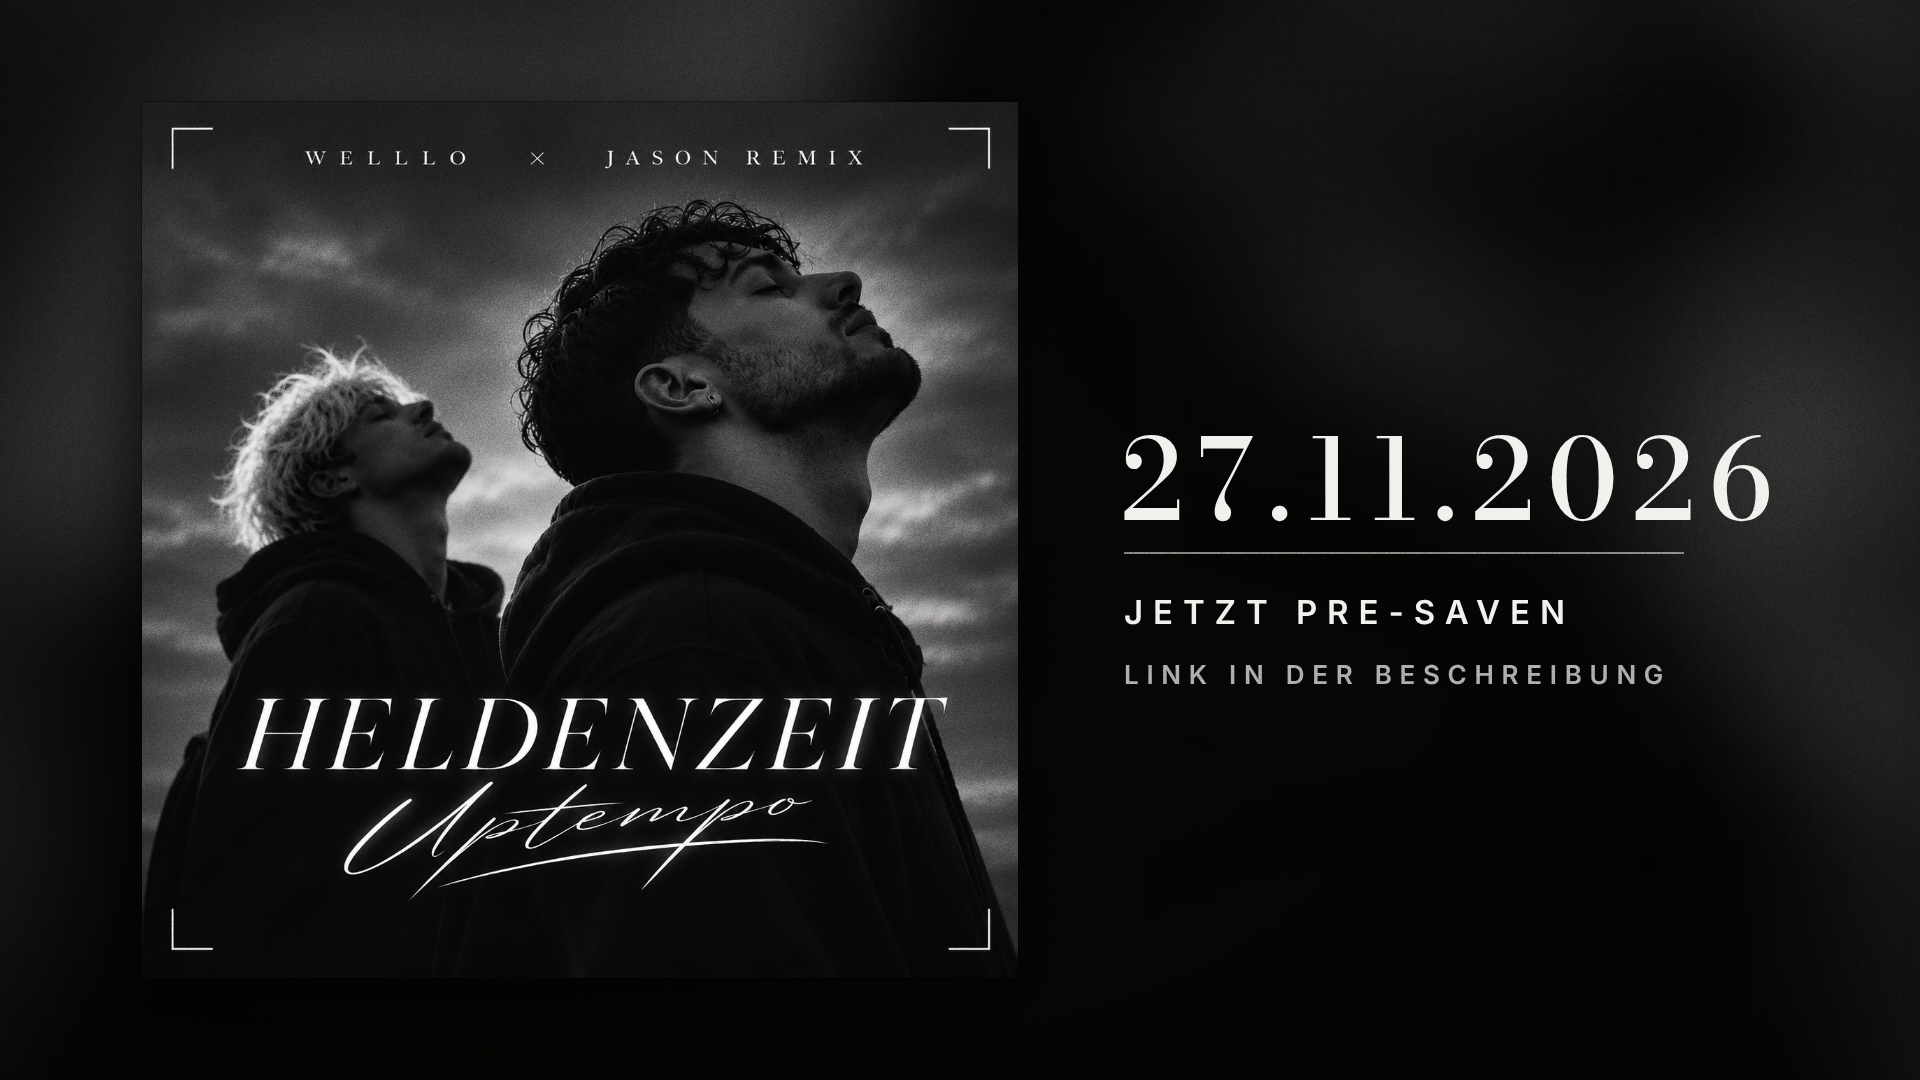 WELLLO × JASON REMIX
HELDENZEIT
Uptempo
27.11.2026
JETZT PRE-SAVEN
LINK IN DER BESCHREIBUNG